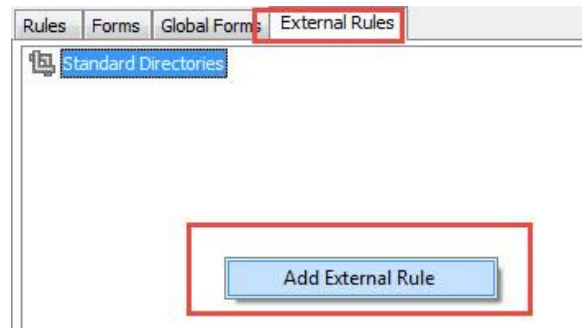 Rules Forms Global Forms External Rules
Standard Directories
Add External Rule